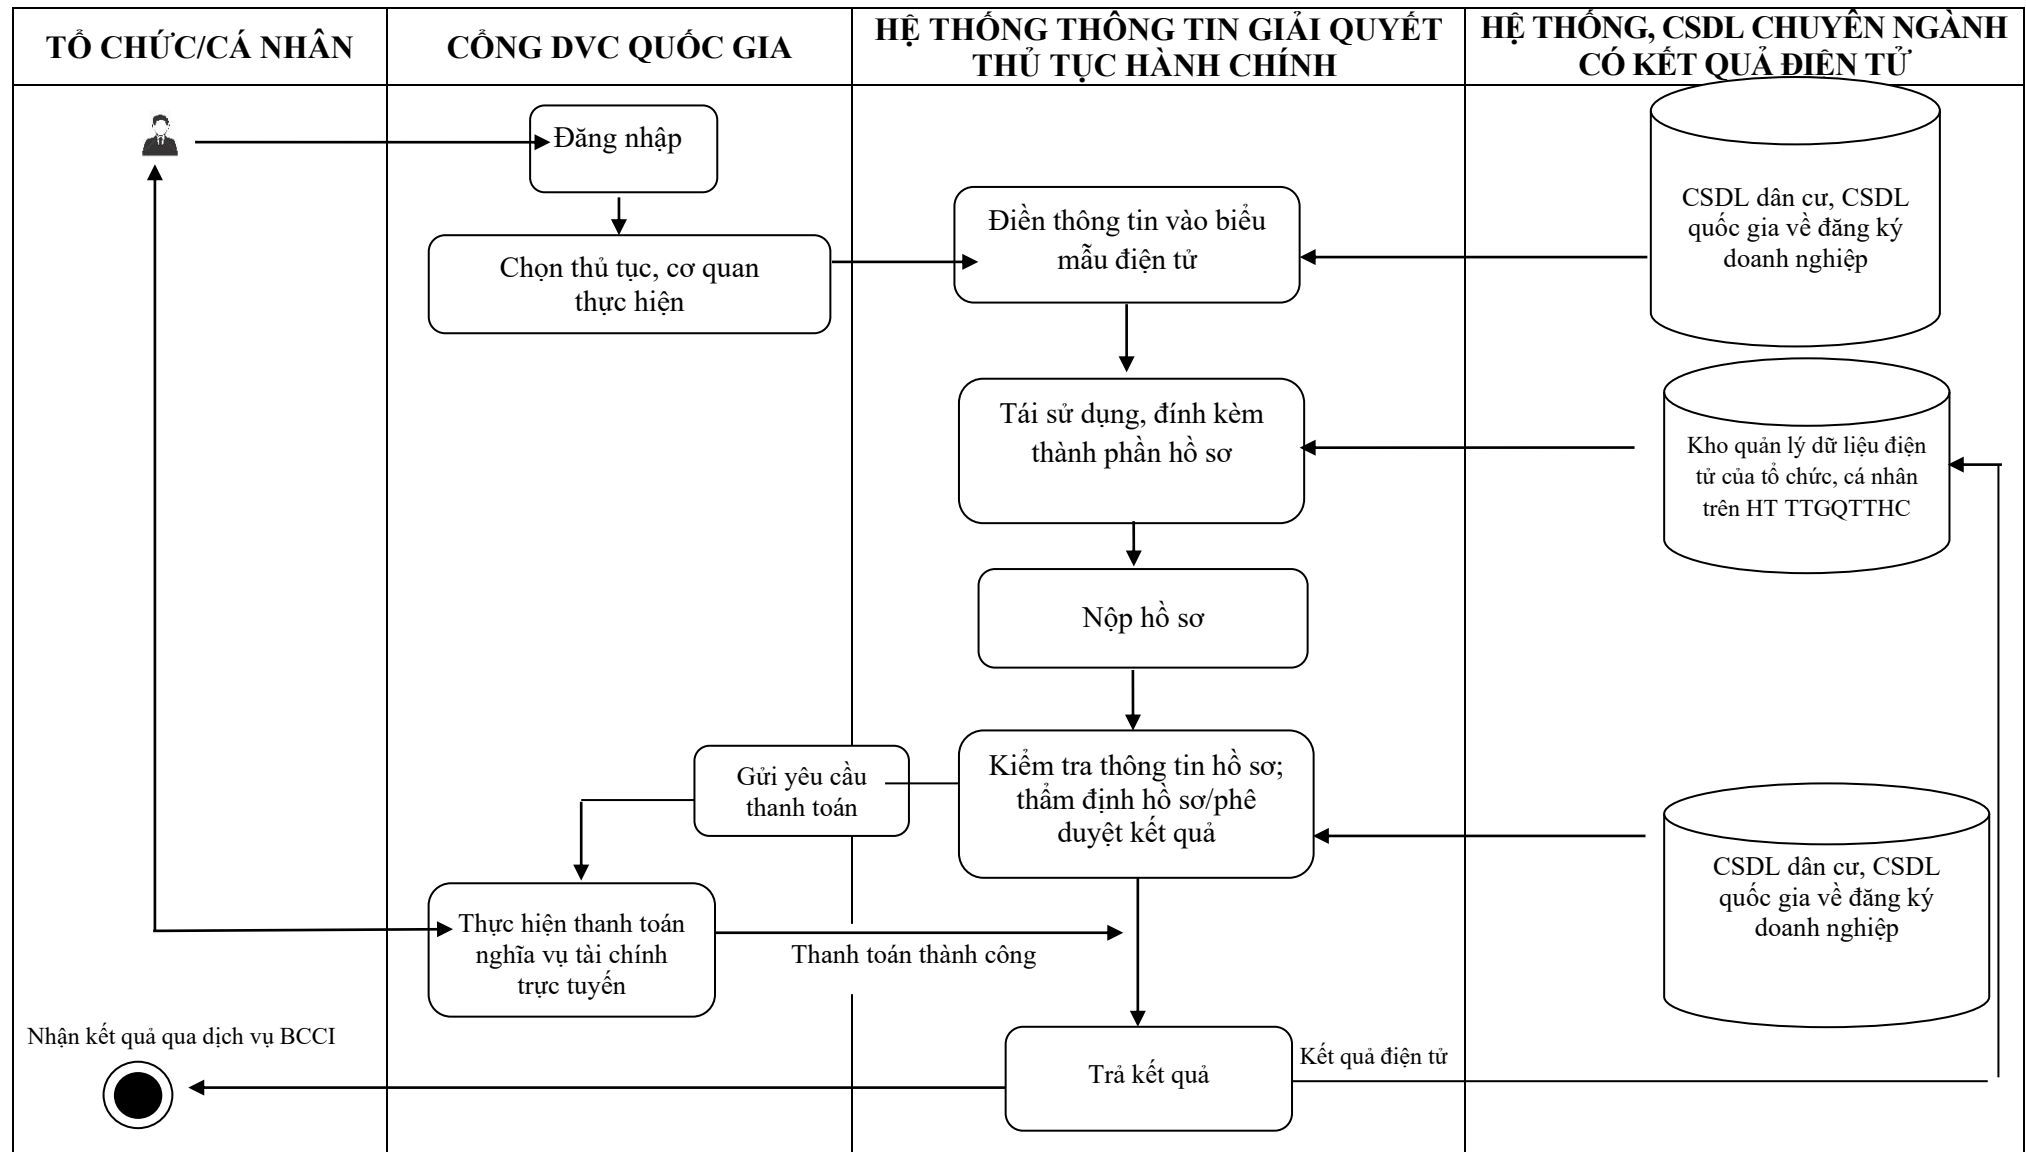 TỔ CHỨC/CÁ NHÂN
CỔNG DVC QUỐC GIA
HỆ THỐNG THÔNG TIN GIẢI QUYẾT
THỦ TỤC HÀNH CHÍNH
HỆ THỐNG, CSDL CHUYÊN NGÀNH
CÓ KẾT QUẢ ĐIỆN TỬ
Đăng nhập
Chọn thủ tục, cơ quan
thực hiện
Điền thông tin vào biểu
mẫu điện tử
CSDL dân cư, CSDL
quốc gia về đăng ký
doanh nghiệp
Tái sử dụng, đính kèm
thành phần hồ sơ
Kho quản lý dữ liệu điện
tử của tổ chức, cá nhân
trên HT TTGQTTHC
Nộp hồ sơ
Gửi yêu cầu
thanh toán
Kiểm tra thông tin hồ sơ;
thẩm định hồ sơ/phê
duyệt kết quả
CSDL dân cư, CSDL
quốc gia về đăng ký
doanh nghiệp
Thực hiện thanh toán
nghĩa vụ tài chính
trực tuyến
Thanh toán thành công
Nhận kết quả qua dịch vụ BCCI
Trả kết quả
Kết quả điện tử